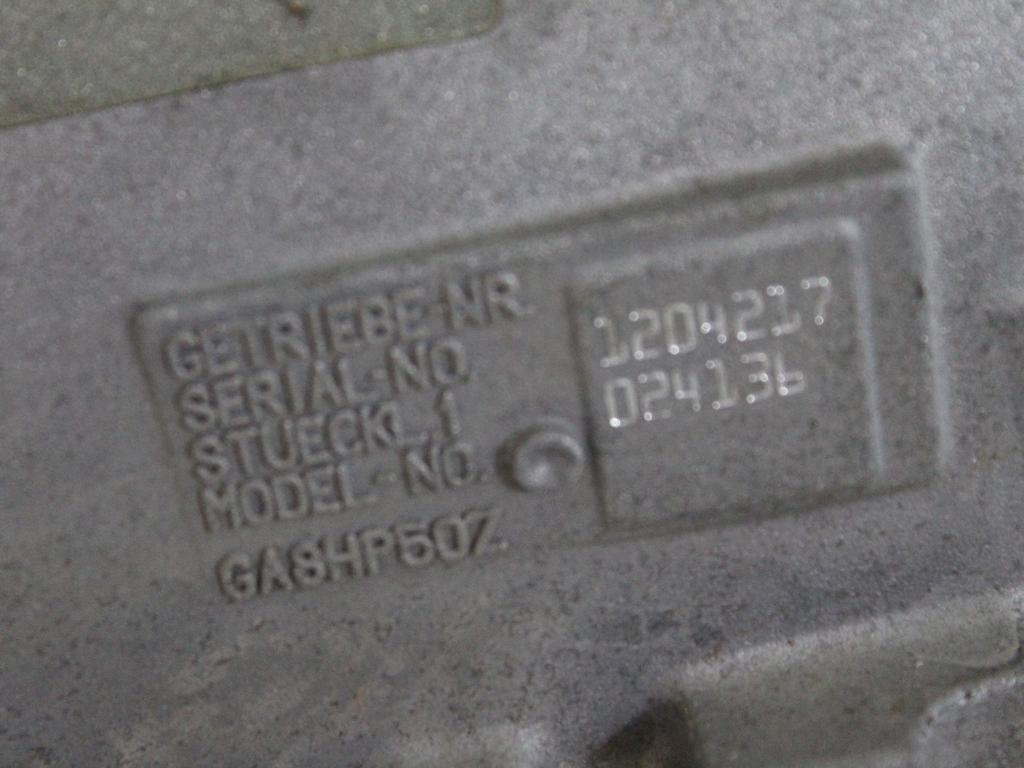 GETRIEBE-NR.
SERIAL-NO.
STUECKL. 1
MODEL-NO.
GA8HP50Z
1204217
024136